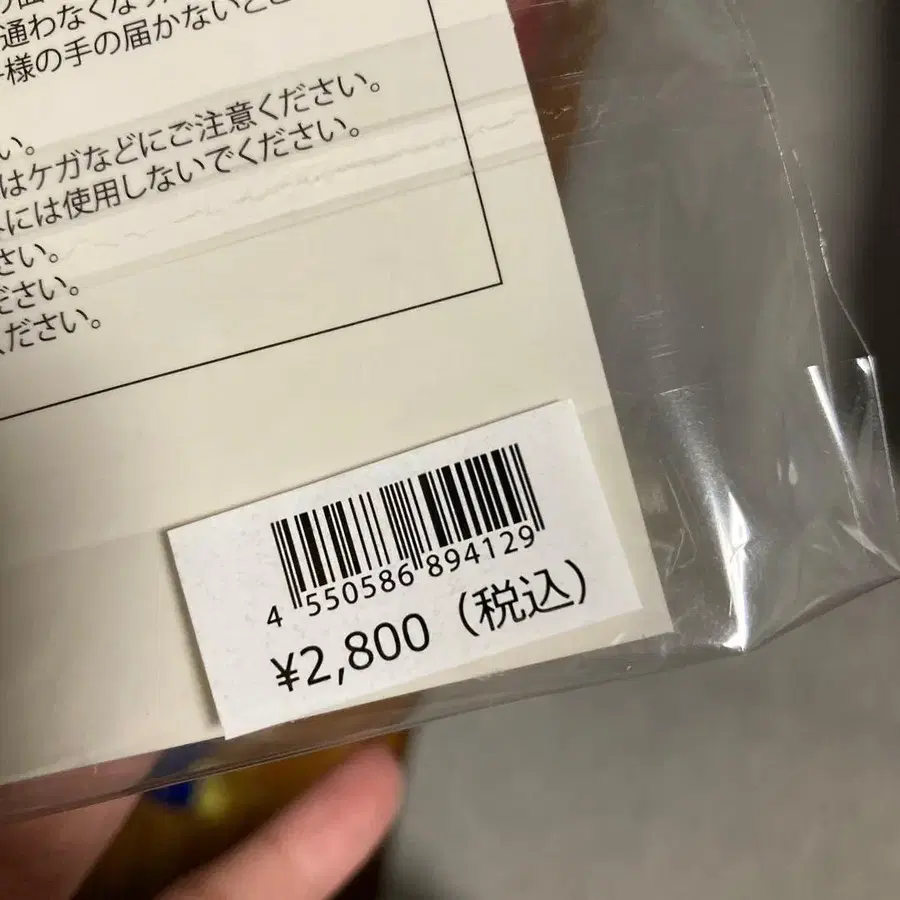 通わなくな
様の手の届かないとこ
い。
はケガなどにご注意ください。
には使用しないでください。
さい。
ださい。
ください。
4 550586 894129
¥2,800（税込）